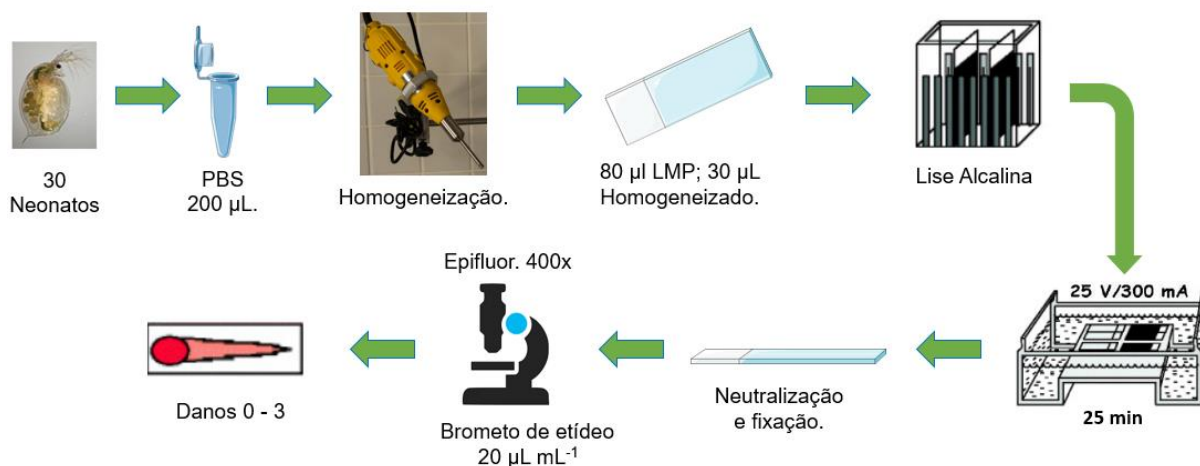 30
Neonatos
PBS
200 µL.
Homogeneização.
80 µl LMP; 30 µL
Homogeneizado.
Lise Alcalina
25 V/300 mA
25 min
Neutralização
e fixação.
Epifluor. 400x
Brometo de etídeo
20 µL mL⁻¹
Danos 0 - 3